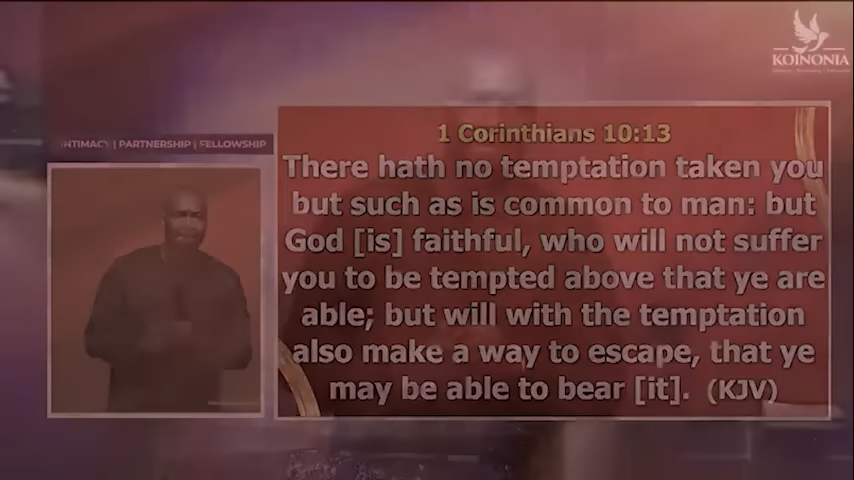 KOINONIA
INTIMACY | PARTNERSHIP | FELLOWSHIP
1 Corinthians 10:13
There hath no temptation taken you
but such as is common to man: but
God [is] faithful, who will not suffer
you to be tempted above that ye are
able; but will with the temptation
also make a way to escape, that ye
may be able to bear [it]. (KJV)